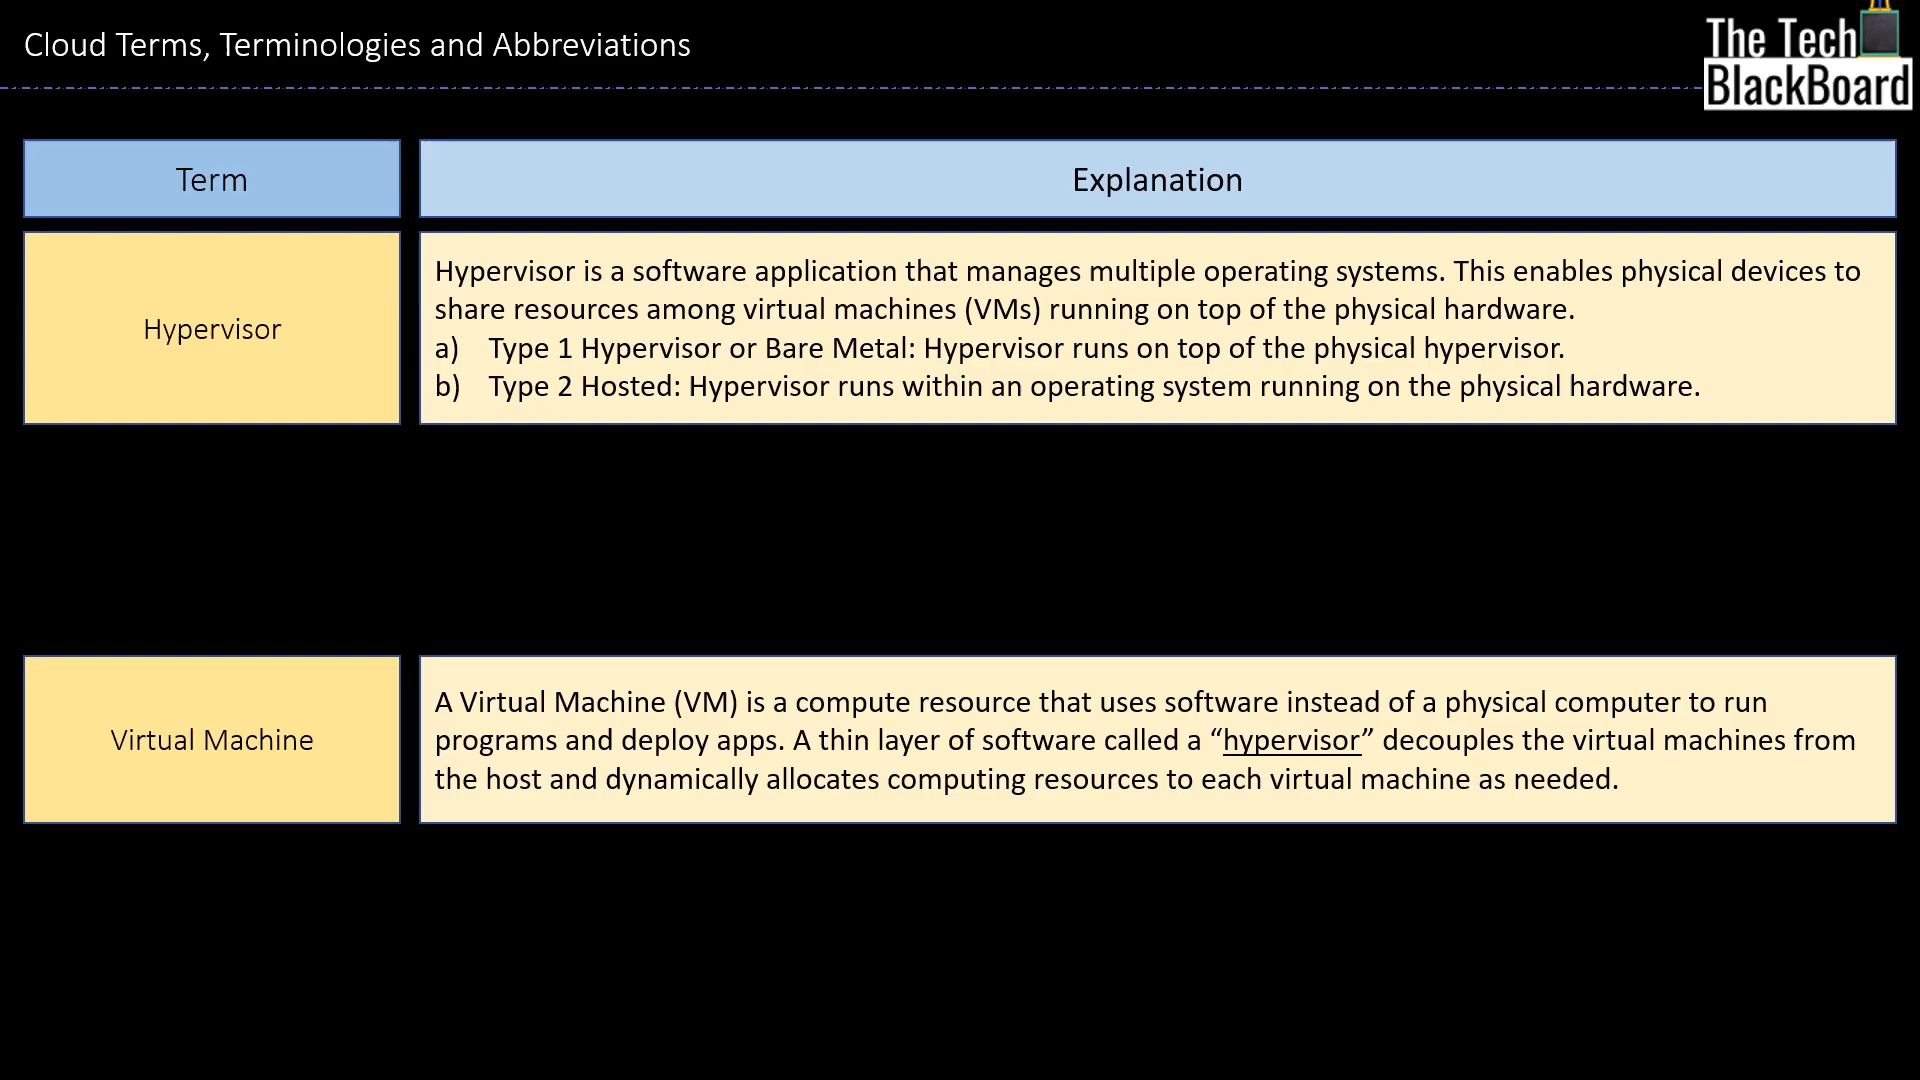 Cloud Terms, Terminologies and Abbreviations
The Tech
BlackBoard
Term
Explanation
Hypervisor
Hypervisor is a software application that manages multiple operating systems. This enables physical devices to
share resources among virtual machines (VMs) running on top of the physical hardware.
a) Type 1 Hypervisor or Bare Metal: Hypervisor runs on top of the physical hypervisor.
b) Type 2 Hosted: Hypervisor runs within an operating system running on the physical hardware.
Virtual Machine
A Virtual Machine (VM) is a compute resource that uses software instead of a physical computer to run
programs and deploy apps. A thin layer of software called a “hypervisor” decouples the virtual machines from
the host and dynamically allocates computing resources to each virtual machine as needed.